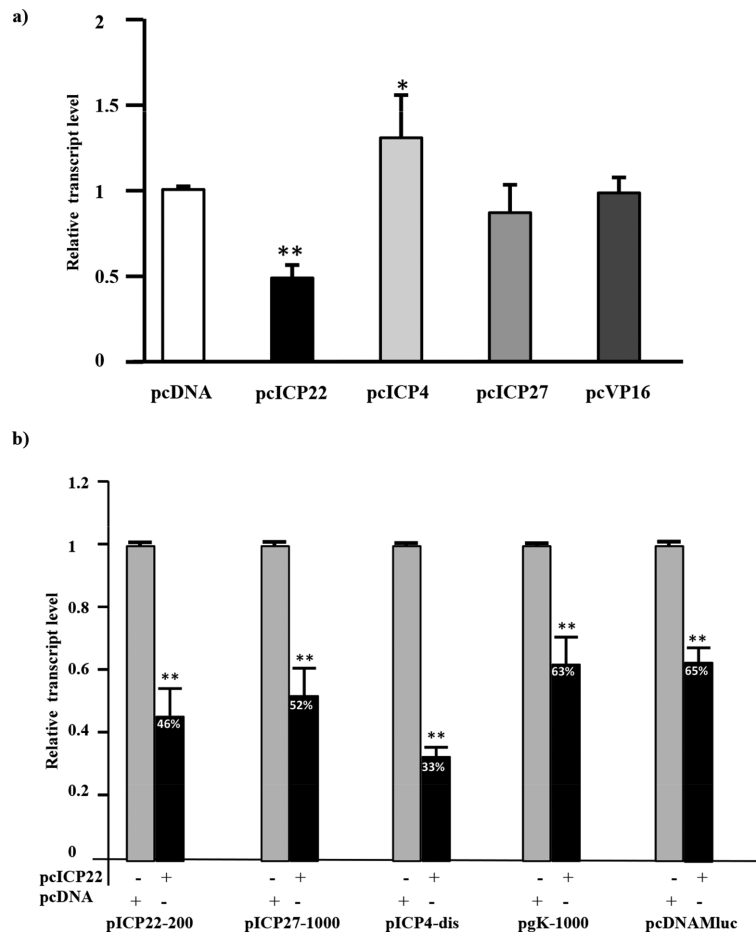 a)
2
1.5
1
0.5
0
Relative transcript level
**
*
pcDNA pcICP22 pcICP4 pcICP27 pcVP16
b)
1.2
1
0.8
0.6
0.4
0.2
0
Relative transcript level
** ** ** ** **
46% 52% 33% 63% 65%
pcICP22 - + - + - + - + - +
pcDNA + - + - + - + - + -
pICP22-200 pICP27-1000 pICP4-dis pgK-1000 pcDNAMluc